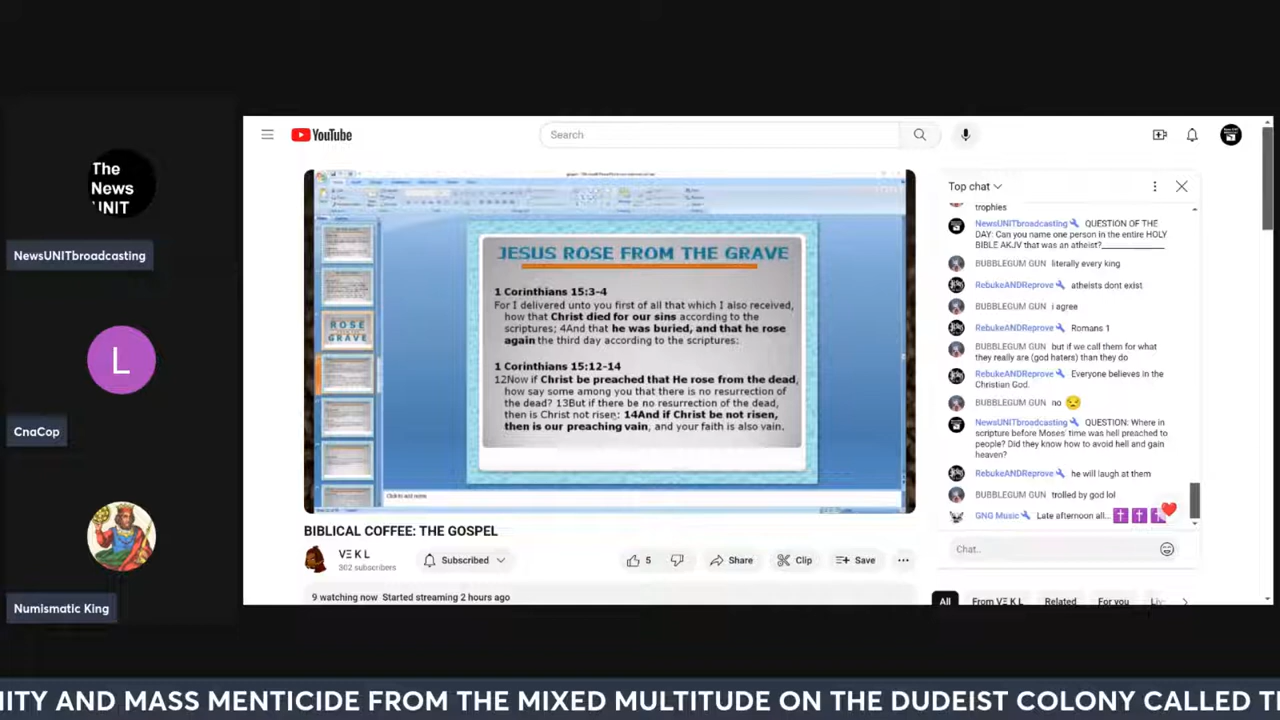 The
News
UNIT
NewsUNITbroadcasting
L
CnaCop
Numismatic King
YouTube
Search
JESUS ROSE FROM THE GRAVE
1 Corinthians 15:3-4
For I delivered unto you first of all that which I also received,
how that Christ died for our sins according to the
scriptures; 4And that he was buried, and that he rose
again the third day according to the scriptures:
1 Corinthians 15:12-14
12Now if Christ be preached that He rose from the dead,
how say some among you that there is no resurrection of
the dead? 13But if there be no resurrection of the dead,
then is Christ not risen: 14And if Christ be not risen,
then is our preaching vain, and your faith is also vain.
ROSE
GRAVE
Click to add notes
BIBLICAL COFFEE: THE GOSPEL
VΞKL
302 subscribers
Subscribed
5
Share
Clip
Save
9 watching now Started streaming 2 hours ago
Top chat
trophies
NewsUNITbroadcasting QUESTION OF THE
DAY: Can you name one person in the entire HOLY
BIBLE AKJV that was an atheist?
BUBBLEGUM GUN literally every king
RebukeANDReprove atheists dont exist
BUBBLEGUM GUN i agree
RebukeANDReprove Romans 1
BUBBLEGUM GUN but if we call them for what
they really are (god haters) than they do
RebukeANDReprove Everyone believes in the
Christian God.
BUBBLEGUM GUN no 😒
NewsUNITbroadcasting QUESTION: Where in
scripture before Moses' time was hell preached to
people? Did they know how to avoid hell and gain
heaven?
RebukeANDReprove he will laugh at them
BUBBLEGUM GUN trolled by god lol
GNG Music Late afternoon all... ✝️✝️✝️
Chat...
All From VΞKL Related For you
NITY AND MASS MENTICIDE FROM THE MIXED MULTITUDE ON THE DUDEIST COLONY CALLED T